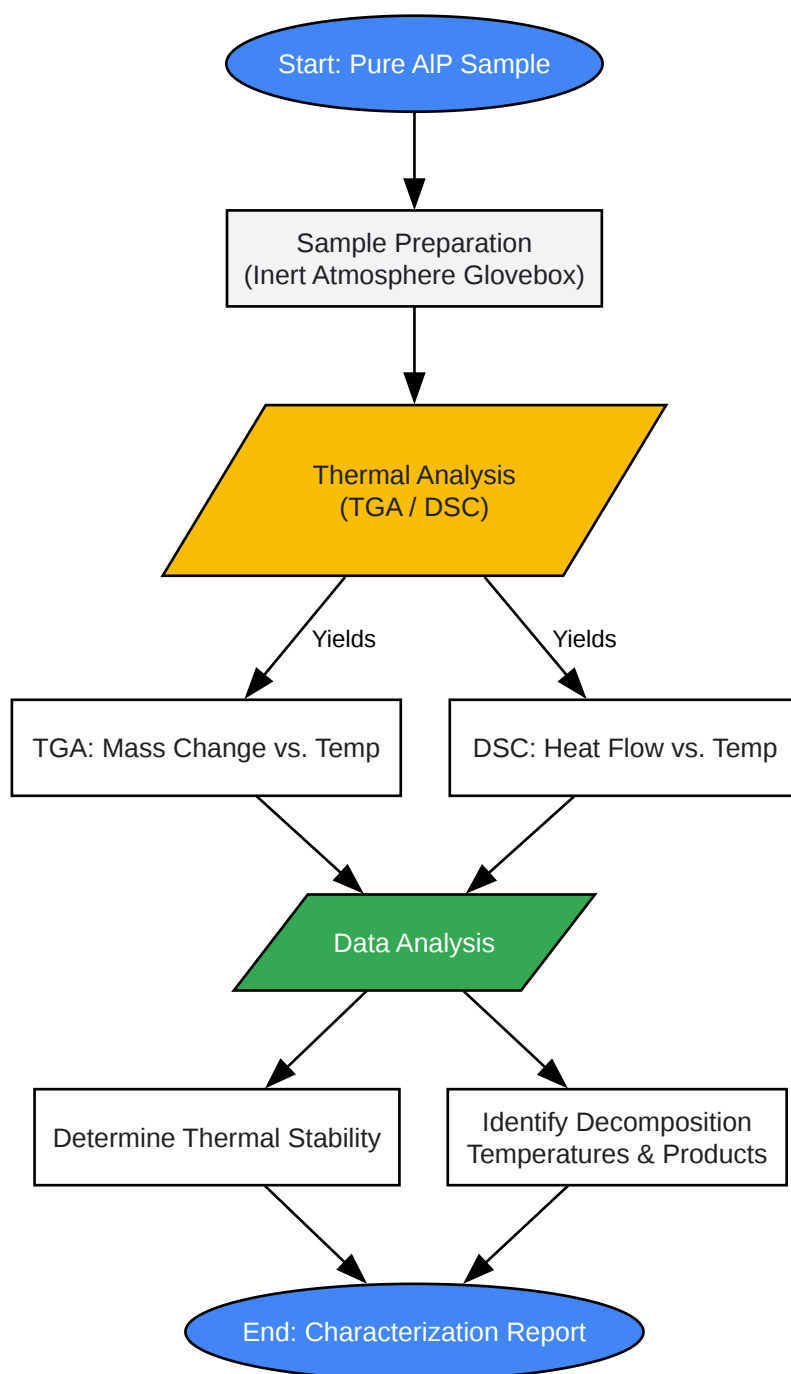 Start: Pure AlP Sample
Sample Preparation
(Inert Atmosphere Glovebox)
Thermal Analysis
(TGA / DSC)
Yields
Yields
TGA: Mass Change vs. Temp
DSC: Heat Flow vs. Temp
Data Analysis
Determine Thermal Stability
Identify Decomposition
Temperatures & Products
End: Characterization Report